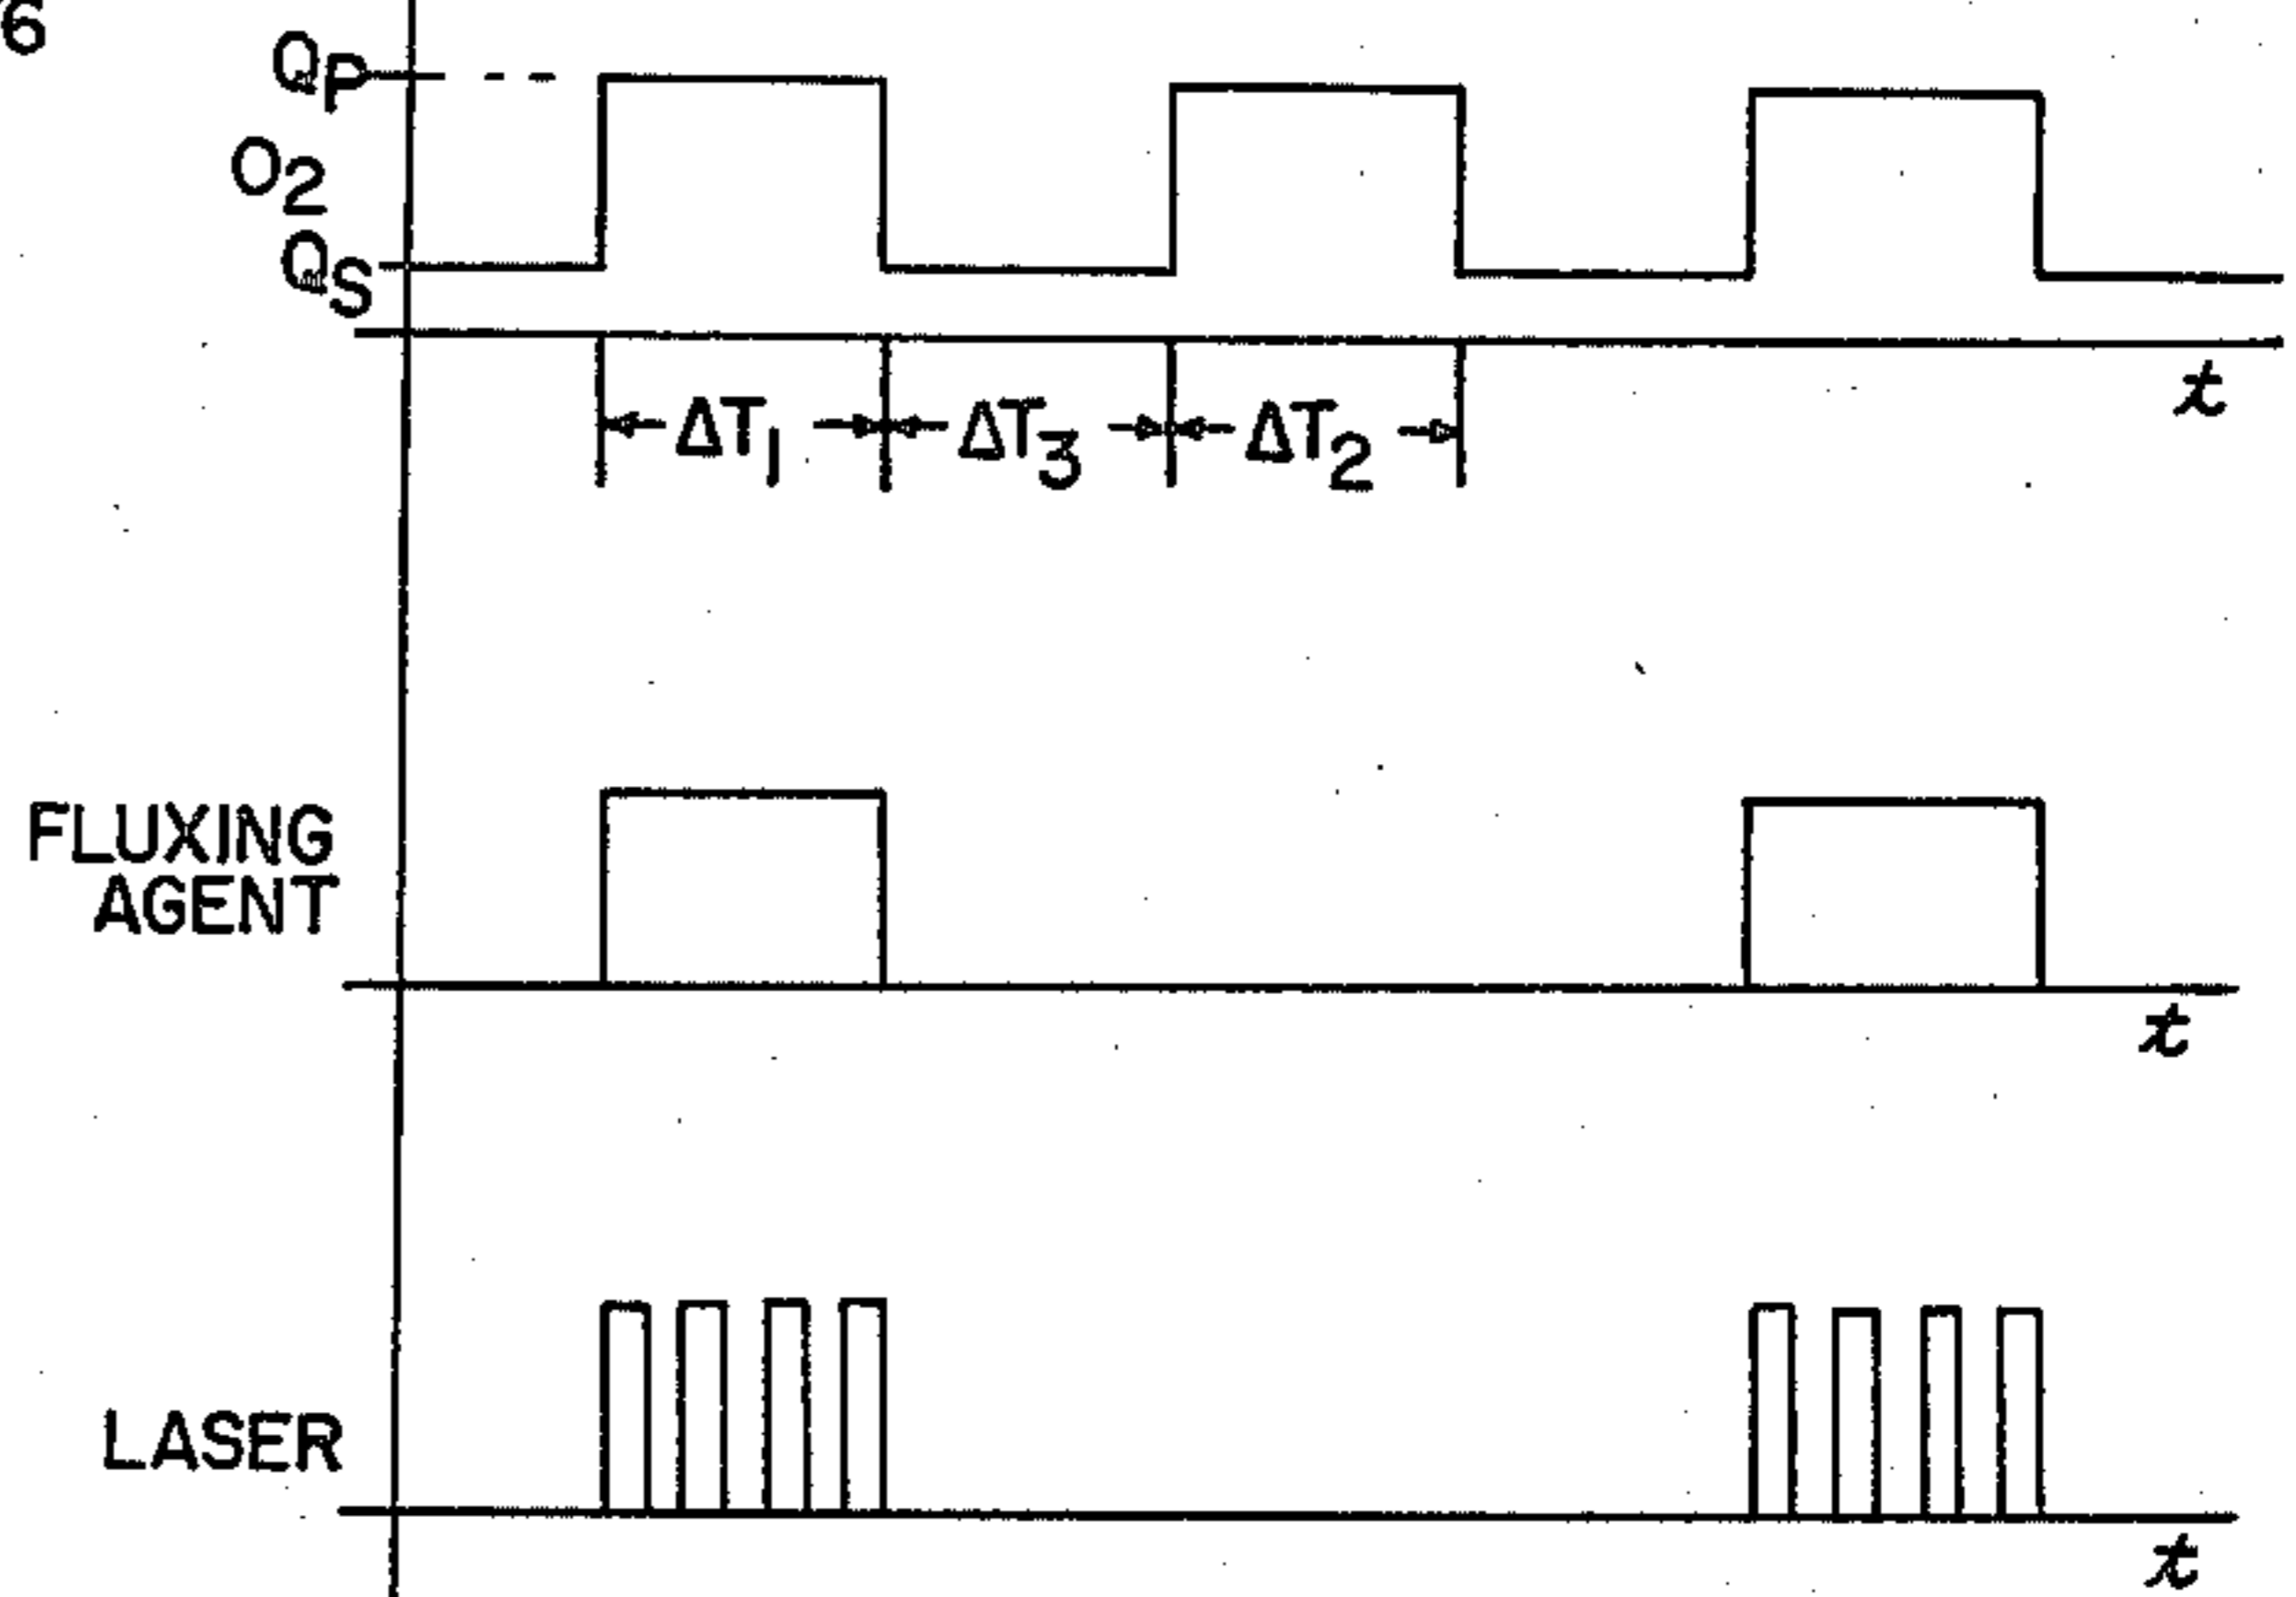 6
QP
O2
QS
t
ΔT1 ΔT3 ΔT2
FLUXING
AGENT
t
LASER
t